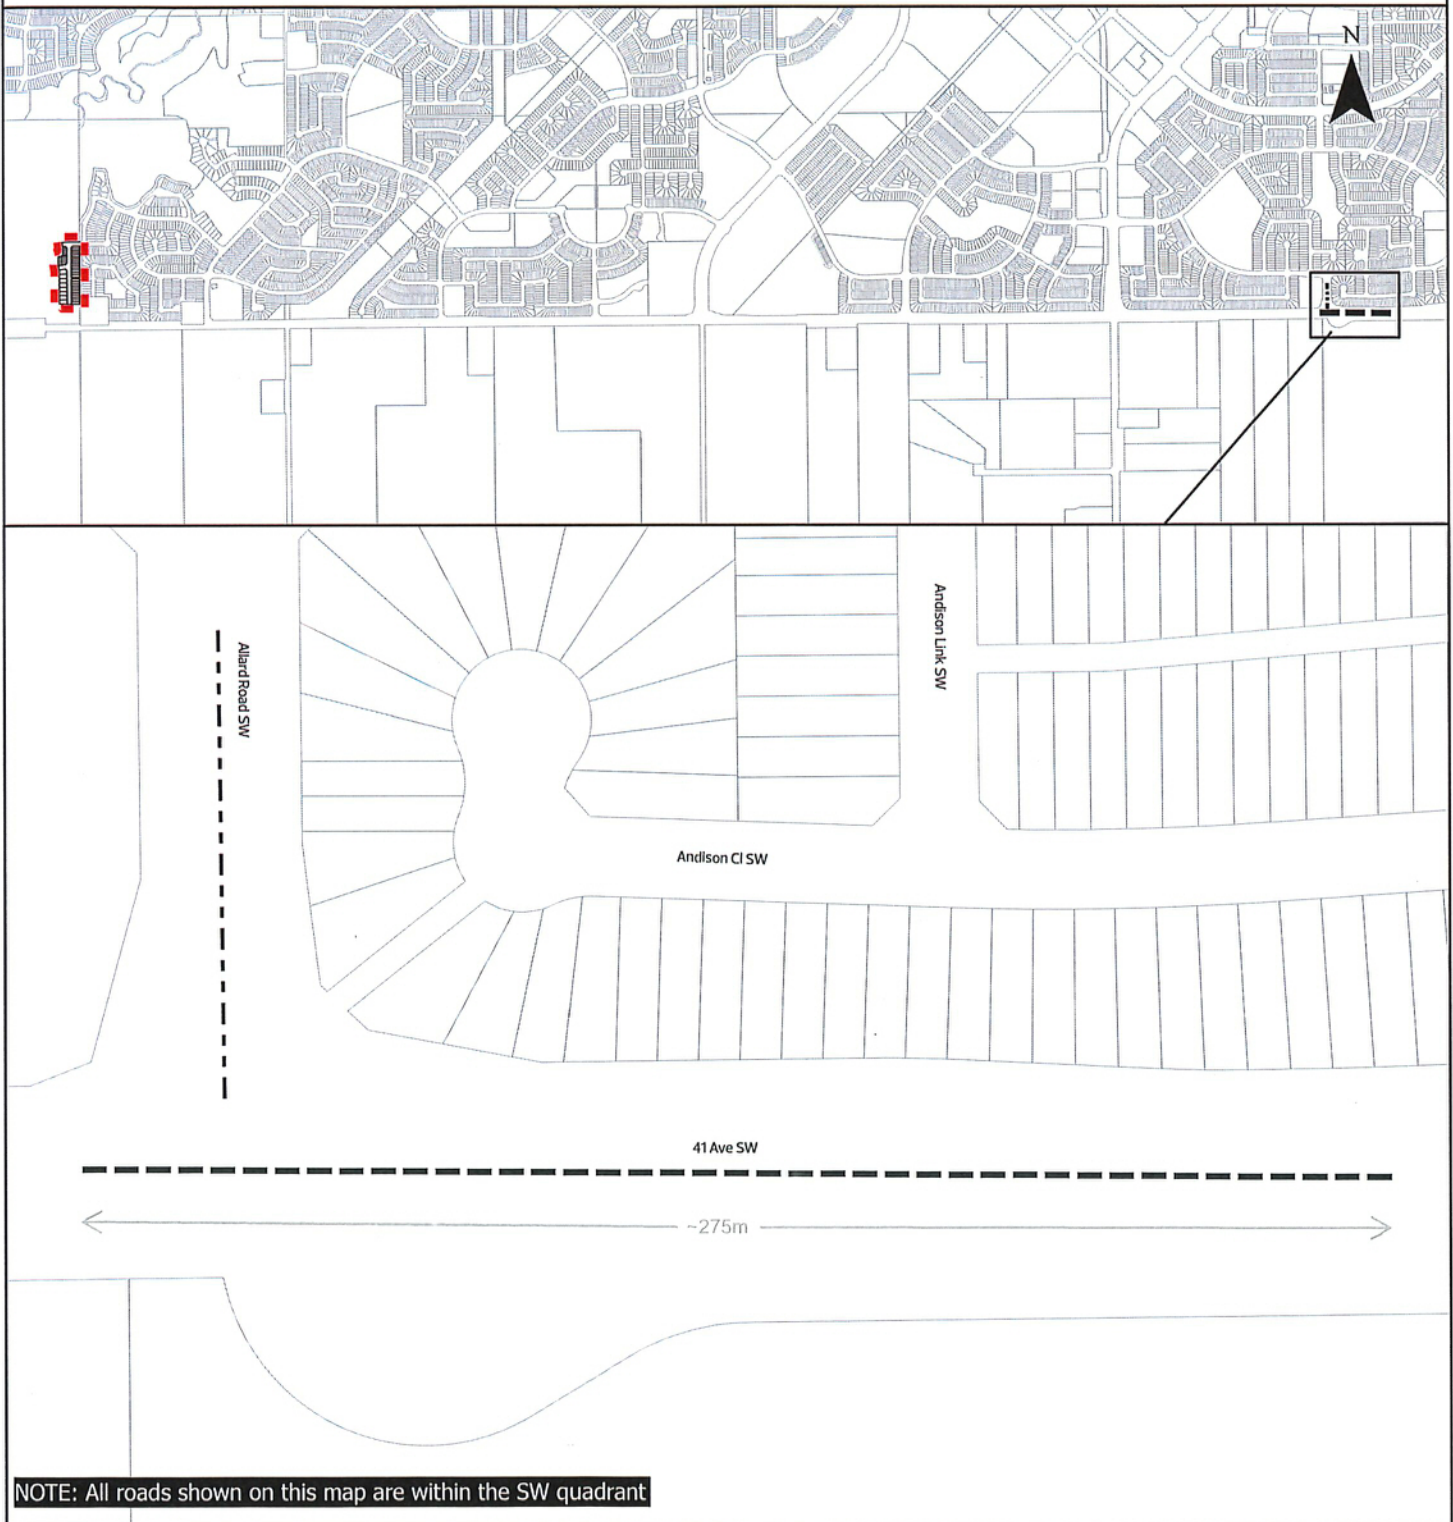 N
Allard Road SW
Andison Link SW
Andison Cl SW
41 Ave SW
~275m
NOTE: All roads shown on this map are within the SW quadrant